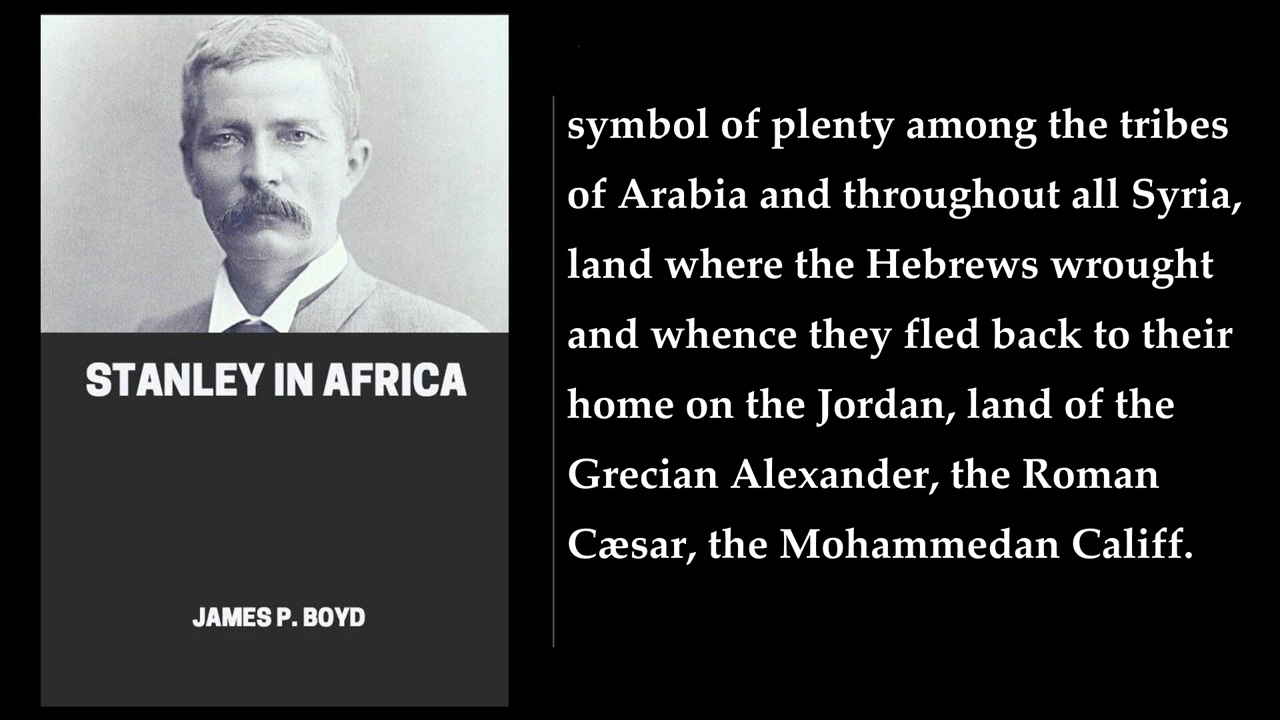 STANLEY IN AFRICA
JAMES P. BOYD
symbol of plenty among the tribes
of Arabia and throughout all Syria,
land where the Hebrews wrought
and whence they fled back to their
home on the Jordan, land of the
Grecian Alexander, the Roman
Cæsar, the Mohammedan Califf.